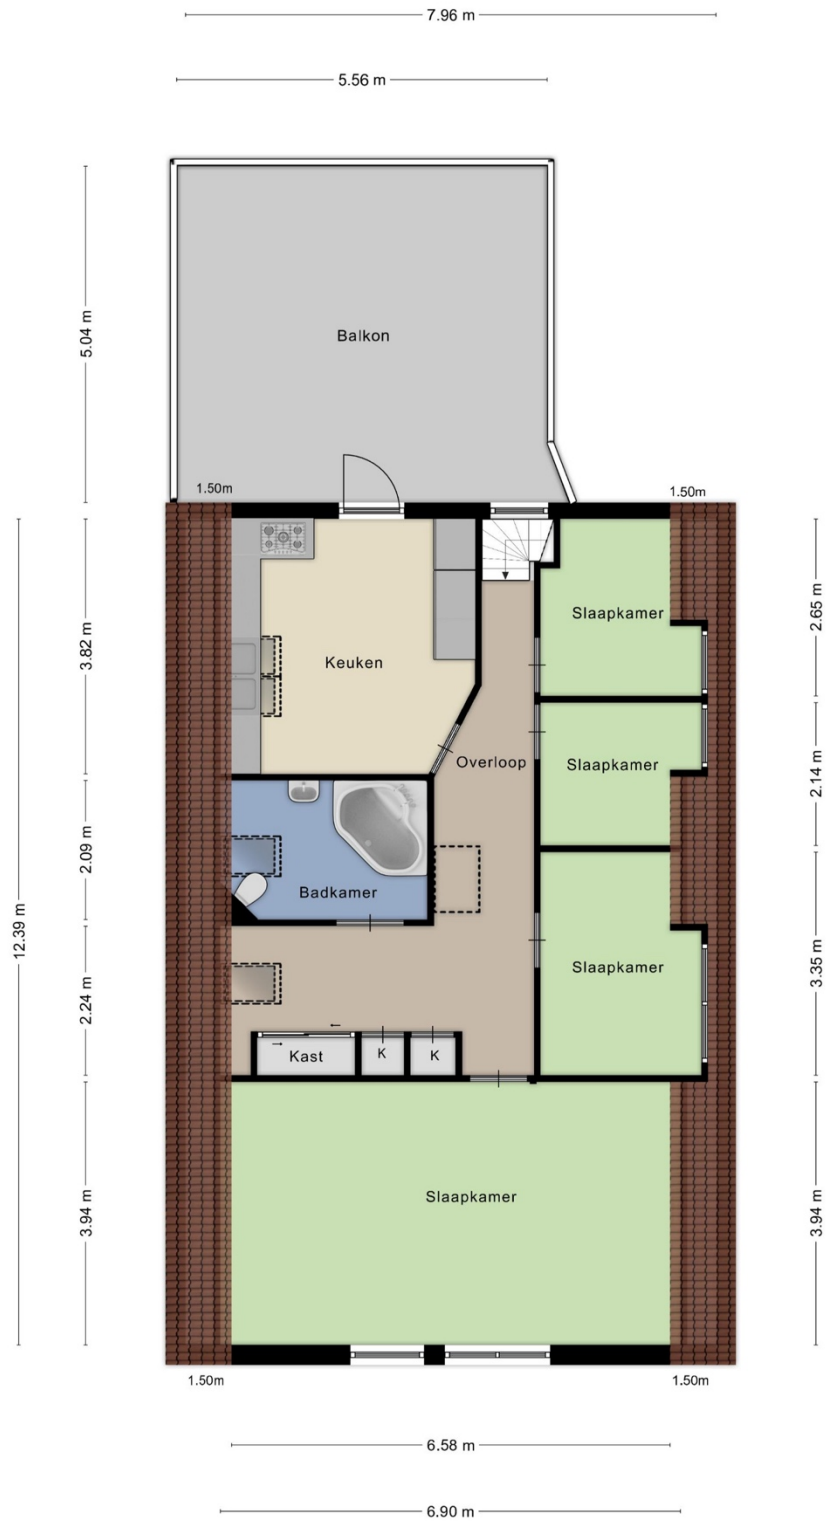 7.96 m
5.56 m
5.04 m
Balkon
1.50m
1.50m
2.65 m
Slaapkamer
3.82 m
Keuken
Overloop
Slaapkamer
2.14 m
2.09 m
Badkamer
12.39 m
Slaapkamer
3.35 m
2.24 m
Kast
K
K
3.94 m
Slaapkamer
3.94 m
1.50m
1.50m
6.58 m
6.90 m